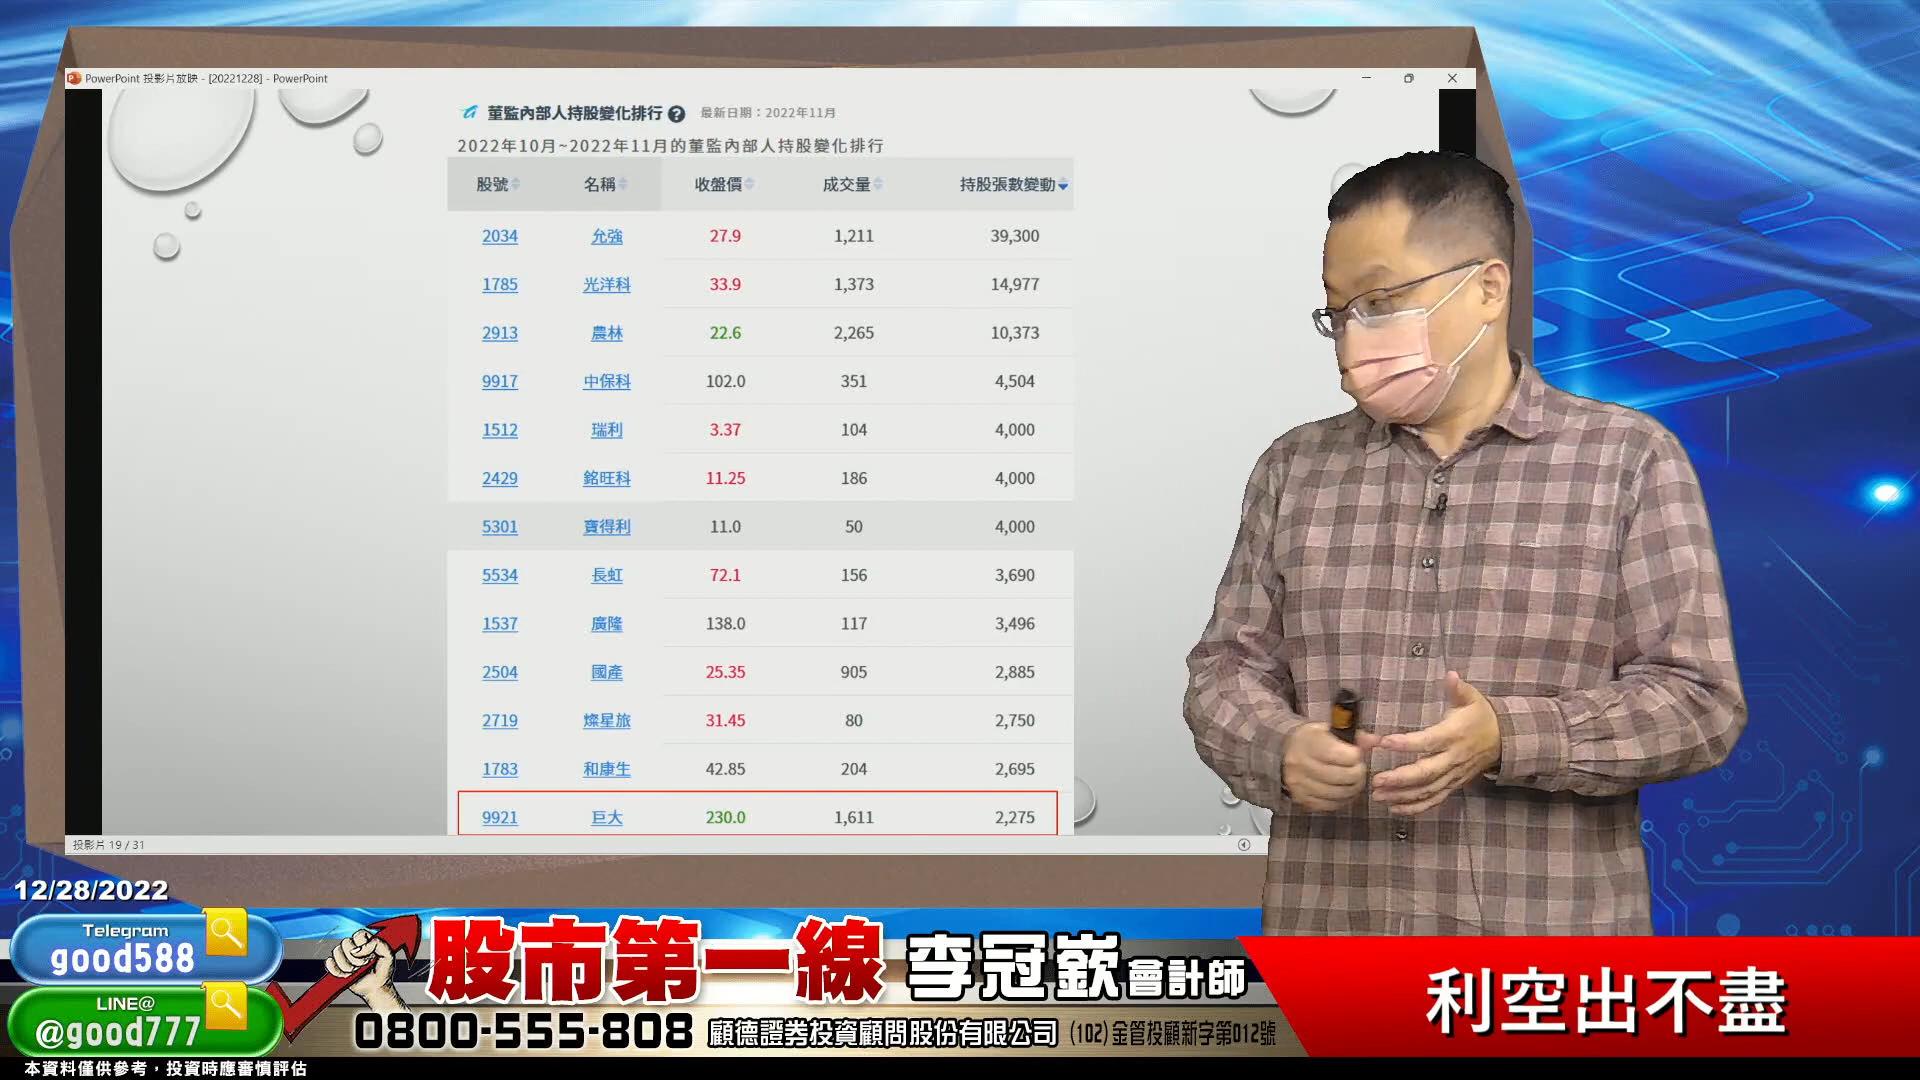 PowerPoint 投影片放映 - [20221228] - PowerPoint
董監內部人持股變化排行 ? 最新日期：2022年11月
2022年10月~2022年11月的董監內部人持股變化排行
股號 名稱 收盤價 成交量 持股張數變動
2034 允強 27.9 1,211 39,300
1785 光洋科 33.9 1,373 14,977
2913 農林 22.6 2,265 10,373
9917 中保科 102.0 351 4,504
1512 瑞利 3.37 104 4,000
2429 銘旺科 11.25 186 4,000
5301 寶得利 11.0 50 4,000
5534 長虹 72.1 156 3,690
1537 廣隆 138.0 117 3,496
2504 國產 25.35 905 2,885
2719 燦星旅 31.45 80 2,750
1783 和康生 42.85 204 2,695
9921 巨大 230.0 1,611 2,275
投影片 19 / 31
12/28/2022
Telegram
good588
LINE@
@good777
股市第一線 李冠嶔 會計師
0800-555-808 顧德證券投資顧問股份有限公司 (102)金管投顧新字第012號
利空出不盡
本資料僅供參考，投資時應審慎評估